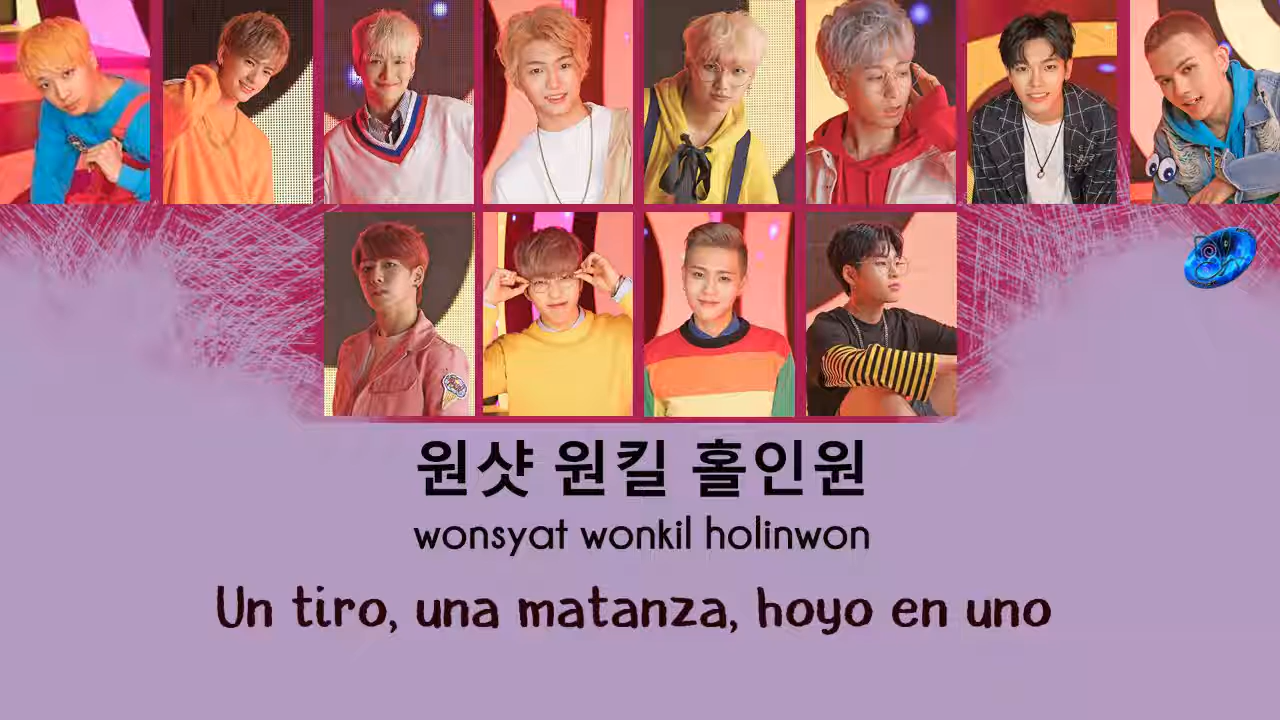 원샷 원킬 홀인원
wonsyat wonkil holinwon
Un tiro, una matanza, hoyo en uno